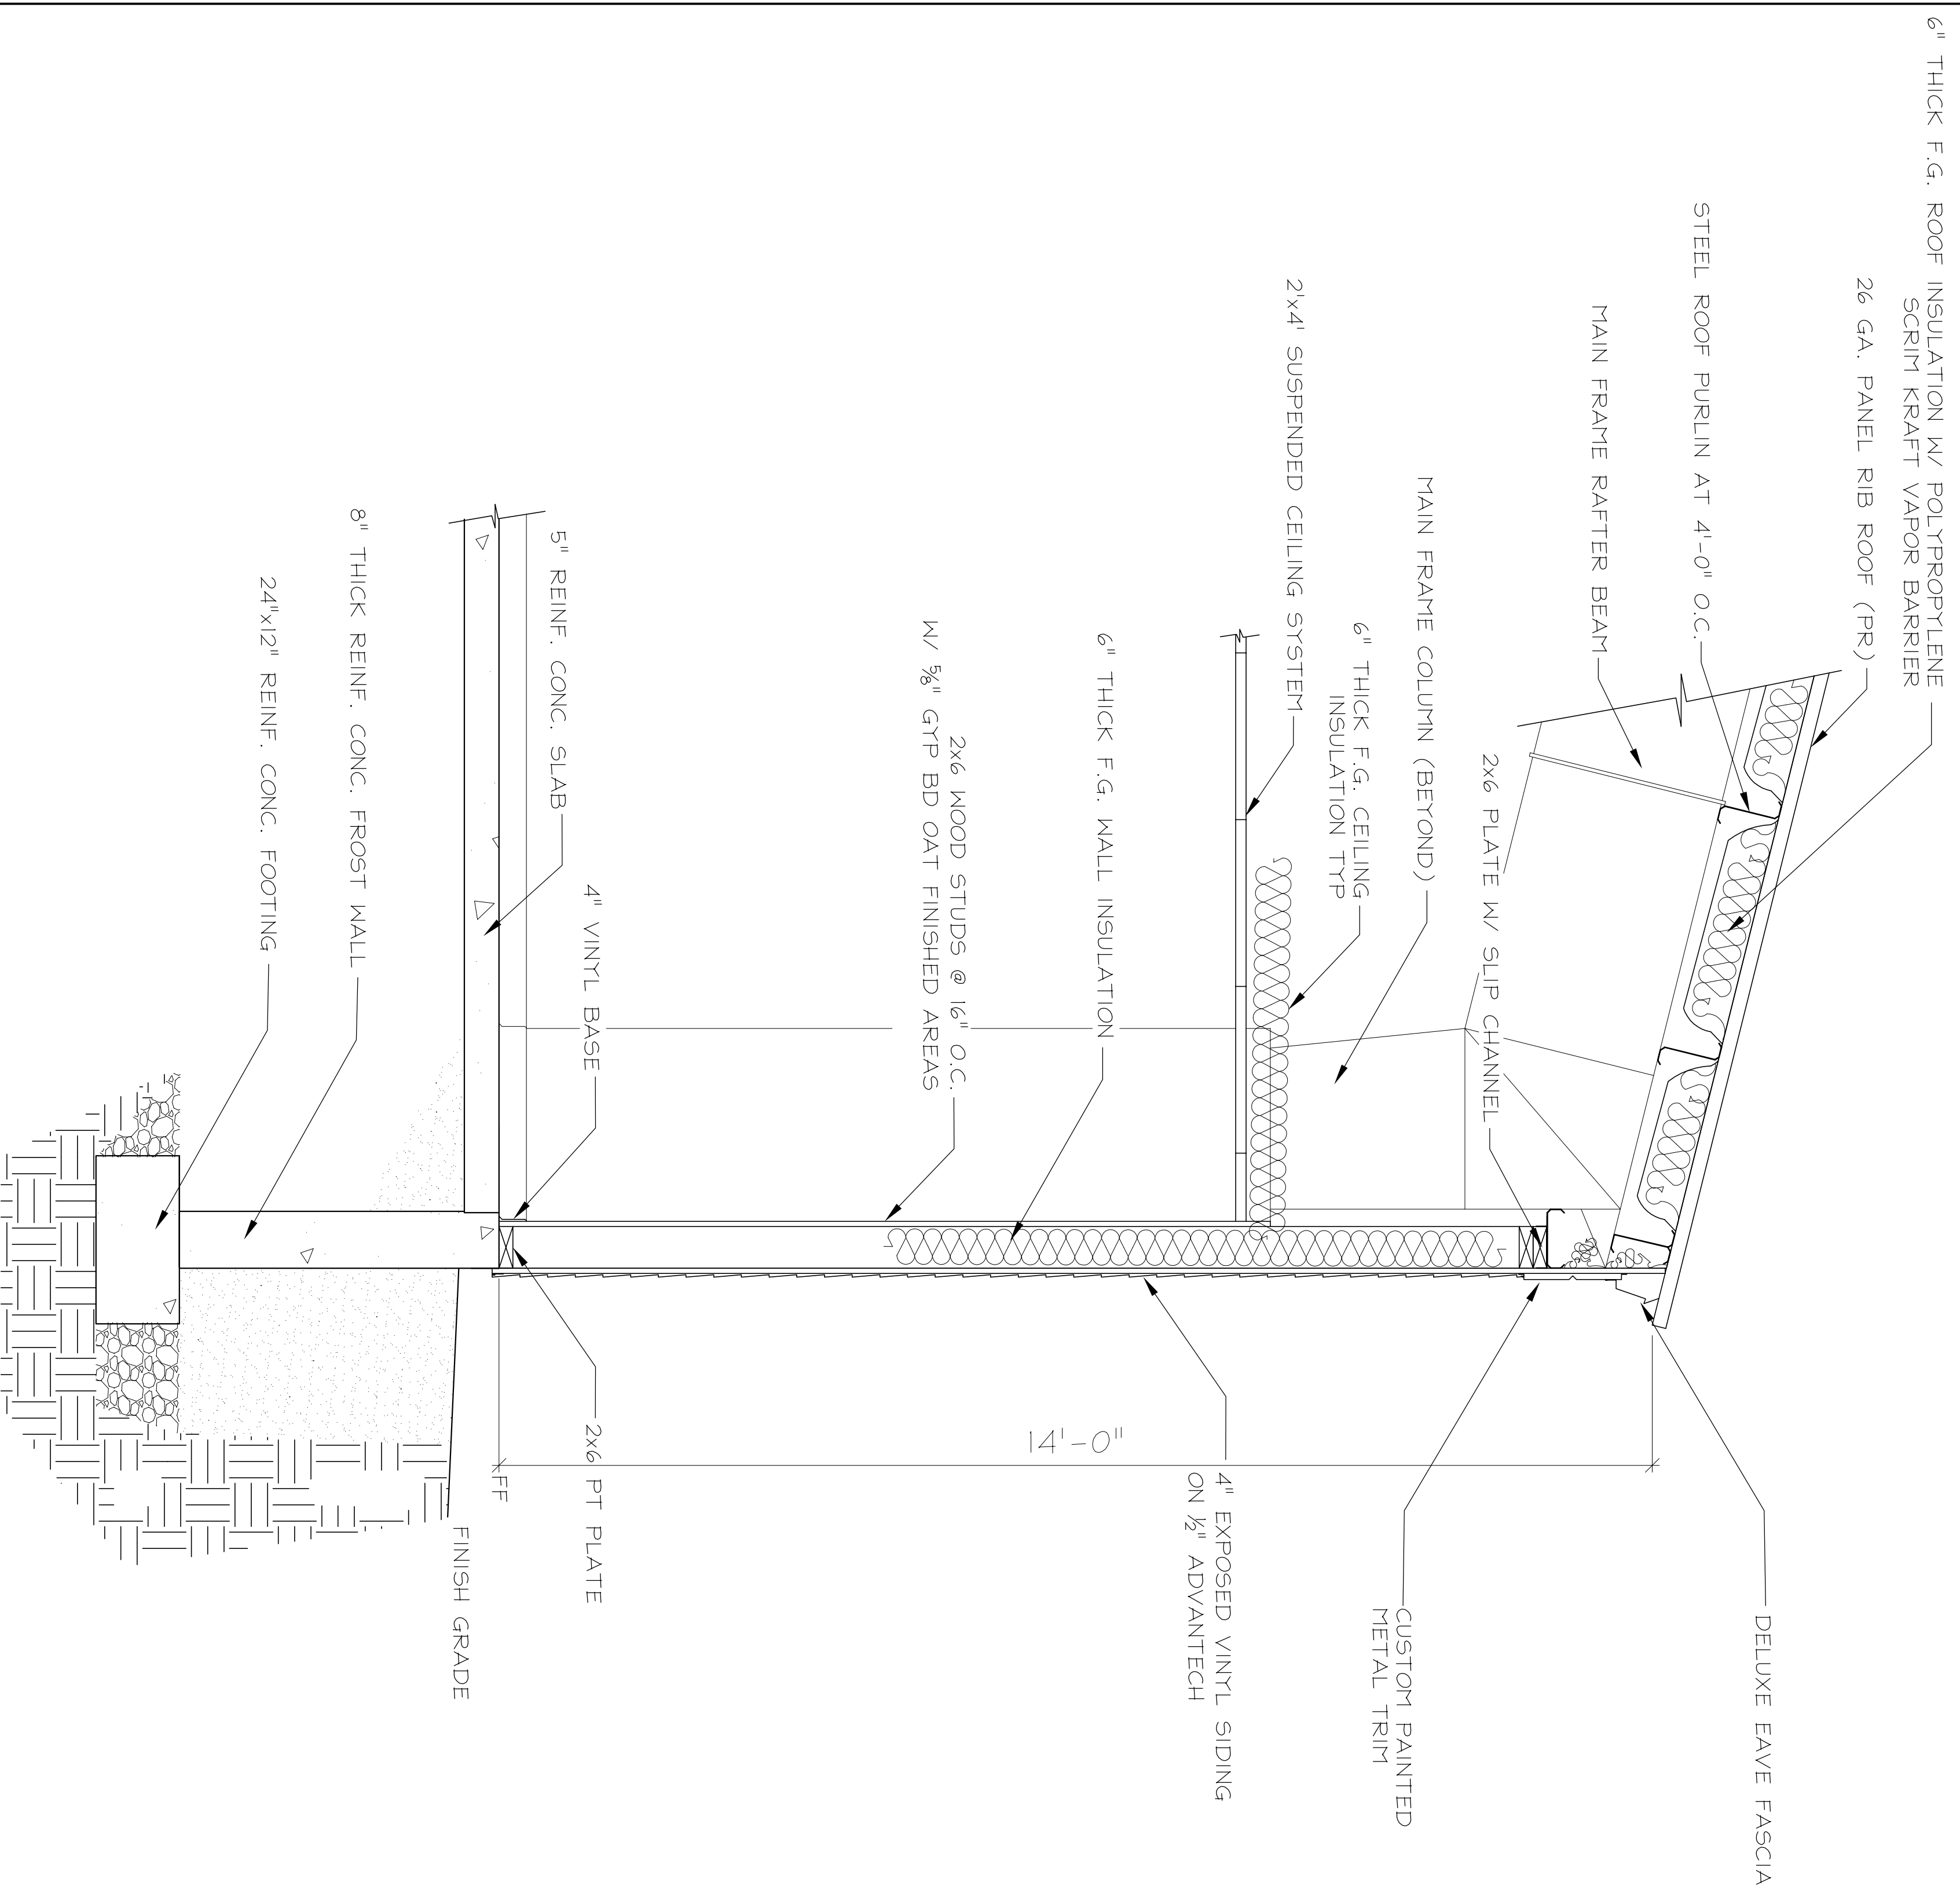 6" THICK F.G. ROOF INSULATION W/ POLYPROPYLENE
SCRIM KRAFT VAPOR BARRIER
26 GA. PANEL RIB ROOF (PR)
STEEL ROOF PURLIN AT 4'-0" O.C.
MAIN FRAME RAFTER BEAM
2x6 PLATE W/ SLIP CHANNEL
MAIN FRAME COLUMN (BEYOND)
6" THICK F.G. CEILING
INSULATION TYP
2'x4' SUSPENDED CEILING SYSTEM
6" THICK F.G. WALL INSULATION
2x6 WOOD STUDS @ 16" O.C.
W/ 5/8" GYP BD OAT FINISHED AREAS
4" VINYL BASE
5" REINF. CONC. SLAB
8" THICK REINF. CONC. FROST WALL
24"x12" REINF. CONC. FOOTING
DELUXE EAVE FASCIA
CUSTOM PAINTED
METAL TRIM
4" EXPOSED VINYL SIDING
ON 1/2" ADVANTECH
14'-0"
2x6 PT PLATE
FF
FINISH GRADE